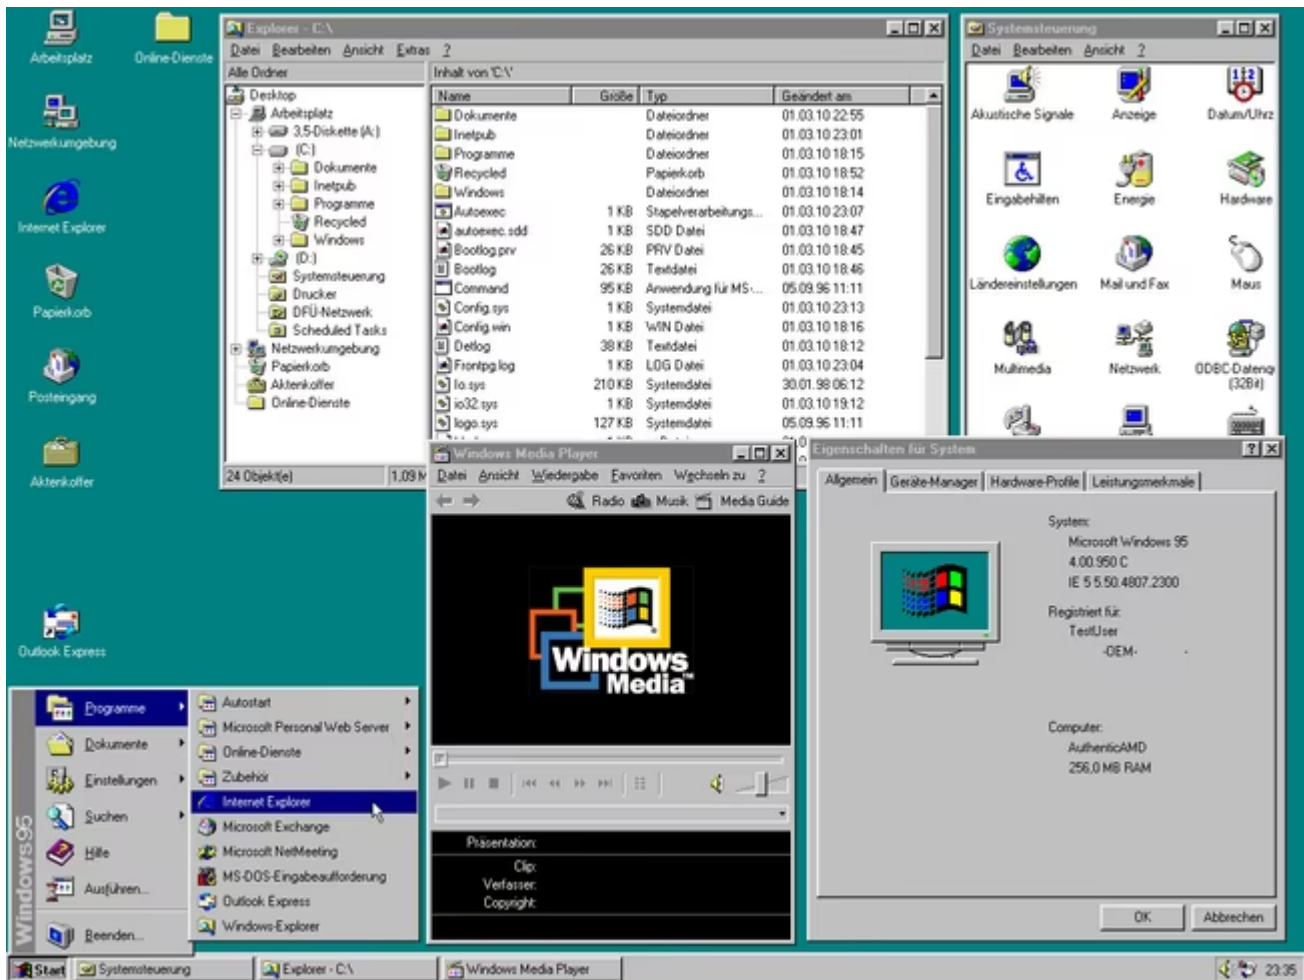 Arbeitsplatz
Online-Dienste
Netzwerkumgebung
Internet Explorer
Papierkorb
Posteingang
Aktenkoffer
Outlook Express
Explorer - C:\
Datei Bearbeiten Ansicht Extras ?
Alle Ordner
Inhalt von 'C:\'
Desktop
Arbeitsplatz
3,5-Diskette (A:)
(C:)
Dokumente
Inetpub
Programme
Recycled
Windows
(D:)
Systemsteuerung
Drucker
DFÜ-Netzwerk
Scheduled Tasks
Netzwerkumgebung
Papierkorb
Aktenkoffer
Online-Dienste
Name Größe Typ Geändert am
Dokumente Dateiordner 01.03.10 22:55
Inetpub Dateiordner 01.03.10 23:01
Programme Dateiordner 01.03.10 18:15
Recycled Papierkorb 01.03.10 18:52
Windows Dateiordner 01.03.10 18:14
Autoexec 1 KB Stapelverarbeitungs... 01.03.10 23:07
autoexec.sdd 1 KB SDD Datei 01.03.10 18:47
Bootlog.prv 26 KB PRV Datei 01.03.10 18:45
Bootlog 26 KB Textdatei 01.03.10 18:46
Command 95 KB Anwendung für MS-... 05.09.96 11:11
Config.sys 1 KB Systemdatei 01.03.10 23:13
Config.win 1 KB WIN Datei 01.03.10 18:16
Detlog 38 KB Textdatei 01.03.10 18:12
Frontpg.log 1 KB LOG Datei 01.03.10 23:04
Io.sys 210 KB Systemdatei 30.01.98 06:12
io32.sys 1 KB Systemdatei 01.03.10 19:12
logo.sys 127 KB Systemdatei 05.09.96 11:11
24 Objekt(e) 1,09 M
Systemsteuerung
Datei Bearbeiten Ansicht ?
Akustische Signale Anzeige Datum/Uhrz
Eingabehilfen Energie Hardware
Ländereinstellungen Mail und Fax Maus
Multimedia Netzwerk ODBC-Datenq
(32Bit)
Windows Media Player
Datei Ansicht Wiedergabe Favoriten Wechseln zu ?
Radio Musik Media Guide
Windows
Media™
Präsentation:
Clip:
Verfasser:
Copyright:
Eigenschaften für System
Allgemein Geräte-Manager Hardware-Profile Leistungsmerkmale
System:
Microsoft Windows 95
4.00.950 C
IE 5 5.50.4807.2300
Registriert für:
TestUser
-OEM- -
Computer:
AuthenticAMD
256,0 MB RAM
OK Abbrechen
Windows95
Programme
Dokumente
Einstellungen
Suchen
Hilfe
Ausführen...
Beenden...
Autostart
Microsoft Personal Web Server
Online-Dienste
Zubehör
Internet Explorer
Microsoft Exchange
Microsoft NetMeeting
MS-DOS-Eingabeaufforderung
Outlook Express
Windows-Explorer
Start Systemsteuerung Explorer - C:\ Windows Media Player 23:35